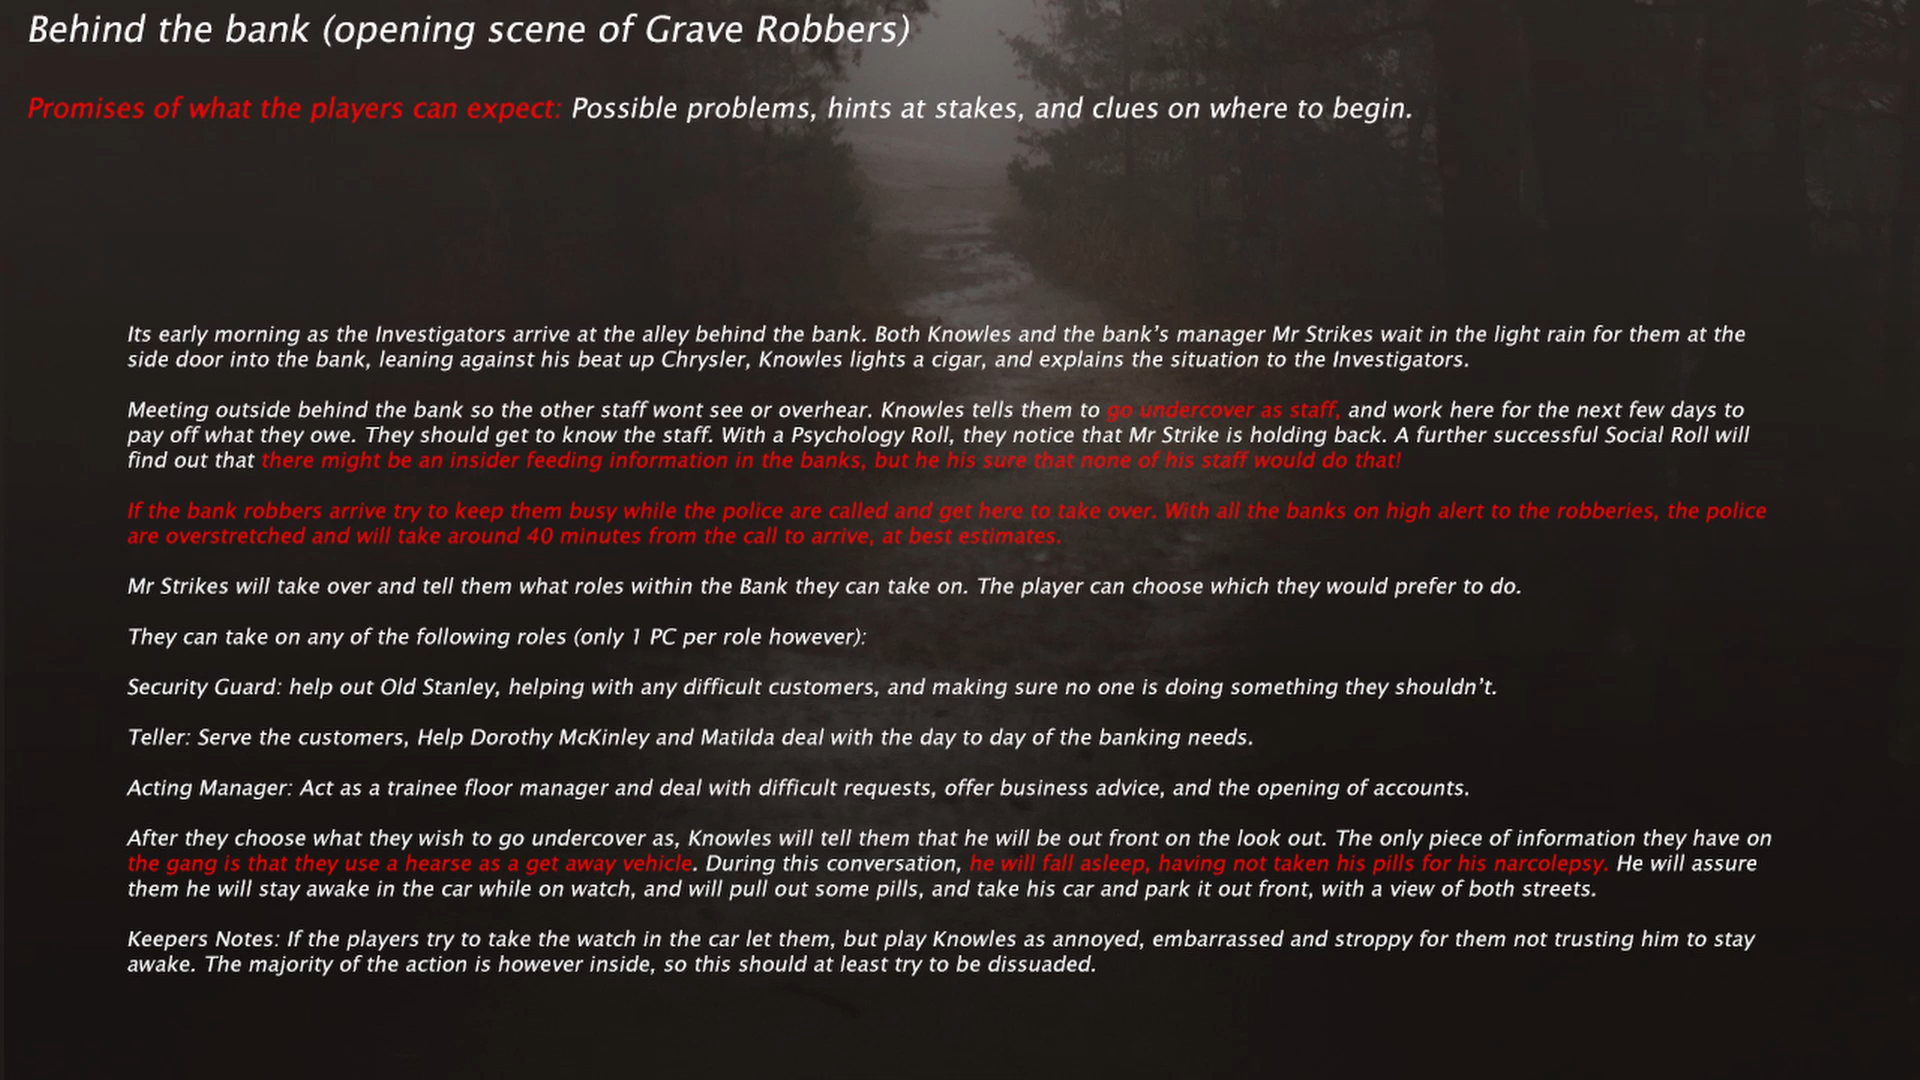 Behind the bank (opening scene of Grave Robbers)
Promises of what the players can expect: Possible problems, hints at stakes, and clues on where to begin.
Its early morning as the Investigators arrive at the alley behind the bank. Both Knowles and the bank's manager Mr Strikes wait in the light rain for them at the
side door into the bank, leaning against his beat up Chrysler, Knowles lights a cigar, and explains the situation to the Investigators.
Meeting outside behind the bank so the other staff wont see or overhear. Knowles tells them to go undercover as staff, and work here for the next few days to
pay off what they owe. They should get to know the staff. With a Psychology Roll, they notice that Mr Strike is holding back. A further successful Social Roll will
find out that there might be an insider feeding information in the banks, but he his sure that none of his staff would do that!
If the bank robbers arrive try to keep them busy while the police are called and get here to take over. With all the banks on high alert to the robberies, the police
are overstretched and will take around 40 minutes from the call to arrive, at best estimates.
Mr Strikes will take over and tell them what roles within the Bank they can take on. The player can choose which they would prefer to do.
They can take on any of the following roles (only 1 PC per role however):
Security Guard: help out Old Stanley, helping with any difficult customers, and making sure no one is doing something they shouldn't.
Teller: Serve the customers, Help Dorothy McKinley and Matilda deal with the day to day of the banking needs.
Acting Manager: Act as a trainee floor manager and deal with difficult requests, offer business advice, and the opening of accounts.
After they choose what they wish to go undercover as, Knowles will tell them that he will be out front on the look out. The only piece of information they have on
the gang is that they use a hearse as a get away vehicle. During this conversation, he will fall asleep, having not taken his pills for his narcolepsy. He will assure
them he will stay awake in the car while on watch, and will pull out some pills, and take his car and park it out front, with a view of both streets.
Keepers Notes: If the players try to take the watch in the car let them, but play Knowles as annoyed, embarrassed and stroppy for them not trusting him to stay
awake. The majority of the action is however inside, so this should at least try to be dissuaded.